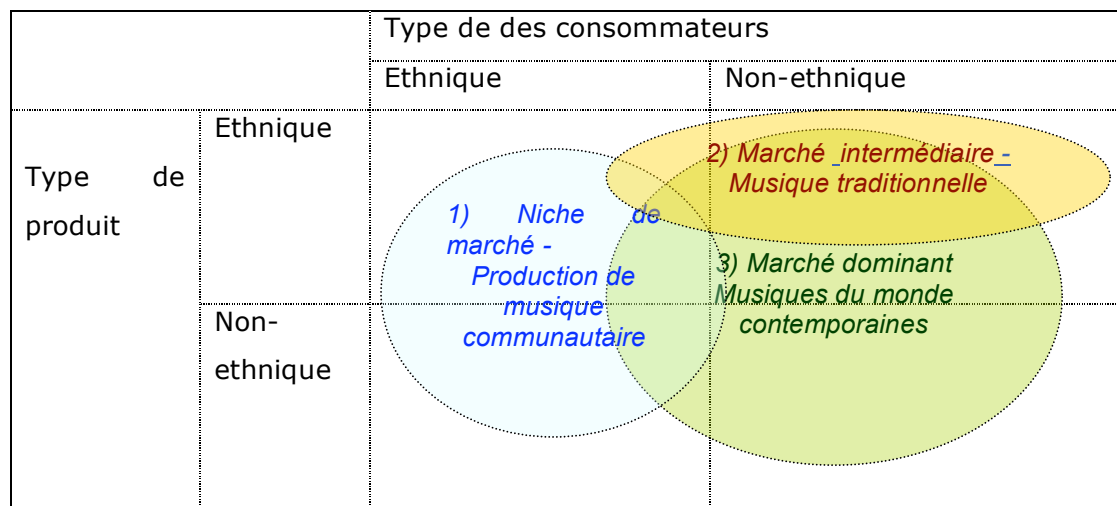 Type de des consommateurs
Ethnique
Non-ethnique
Type de
produit
Ethnique
2) Marché intermédiaire -
Musique traditionnelle
1) Niche de
marché -
Production de
musique
communautaire
3) Marché dominant
Musiques du monde
contemporaines
Non-
ethnique